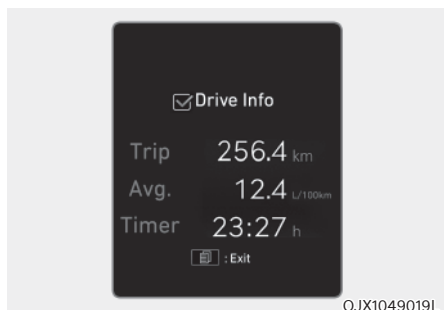 Drive Info
Trip 256.4 km
Avg. 12.4 L/100km
Timer 23:27 h
: Exit
OJX1049019L